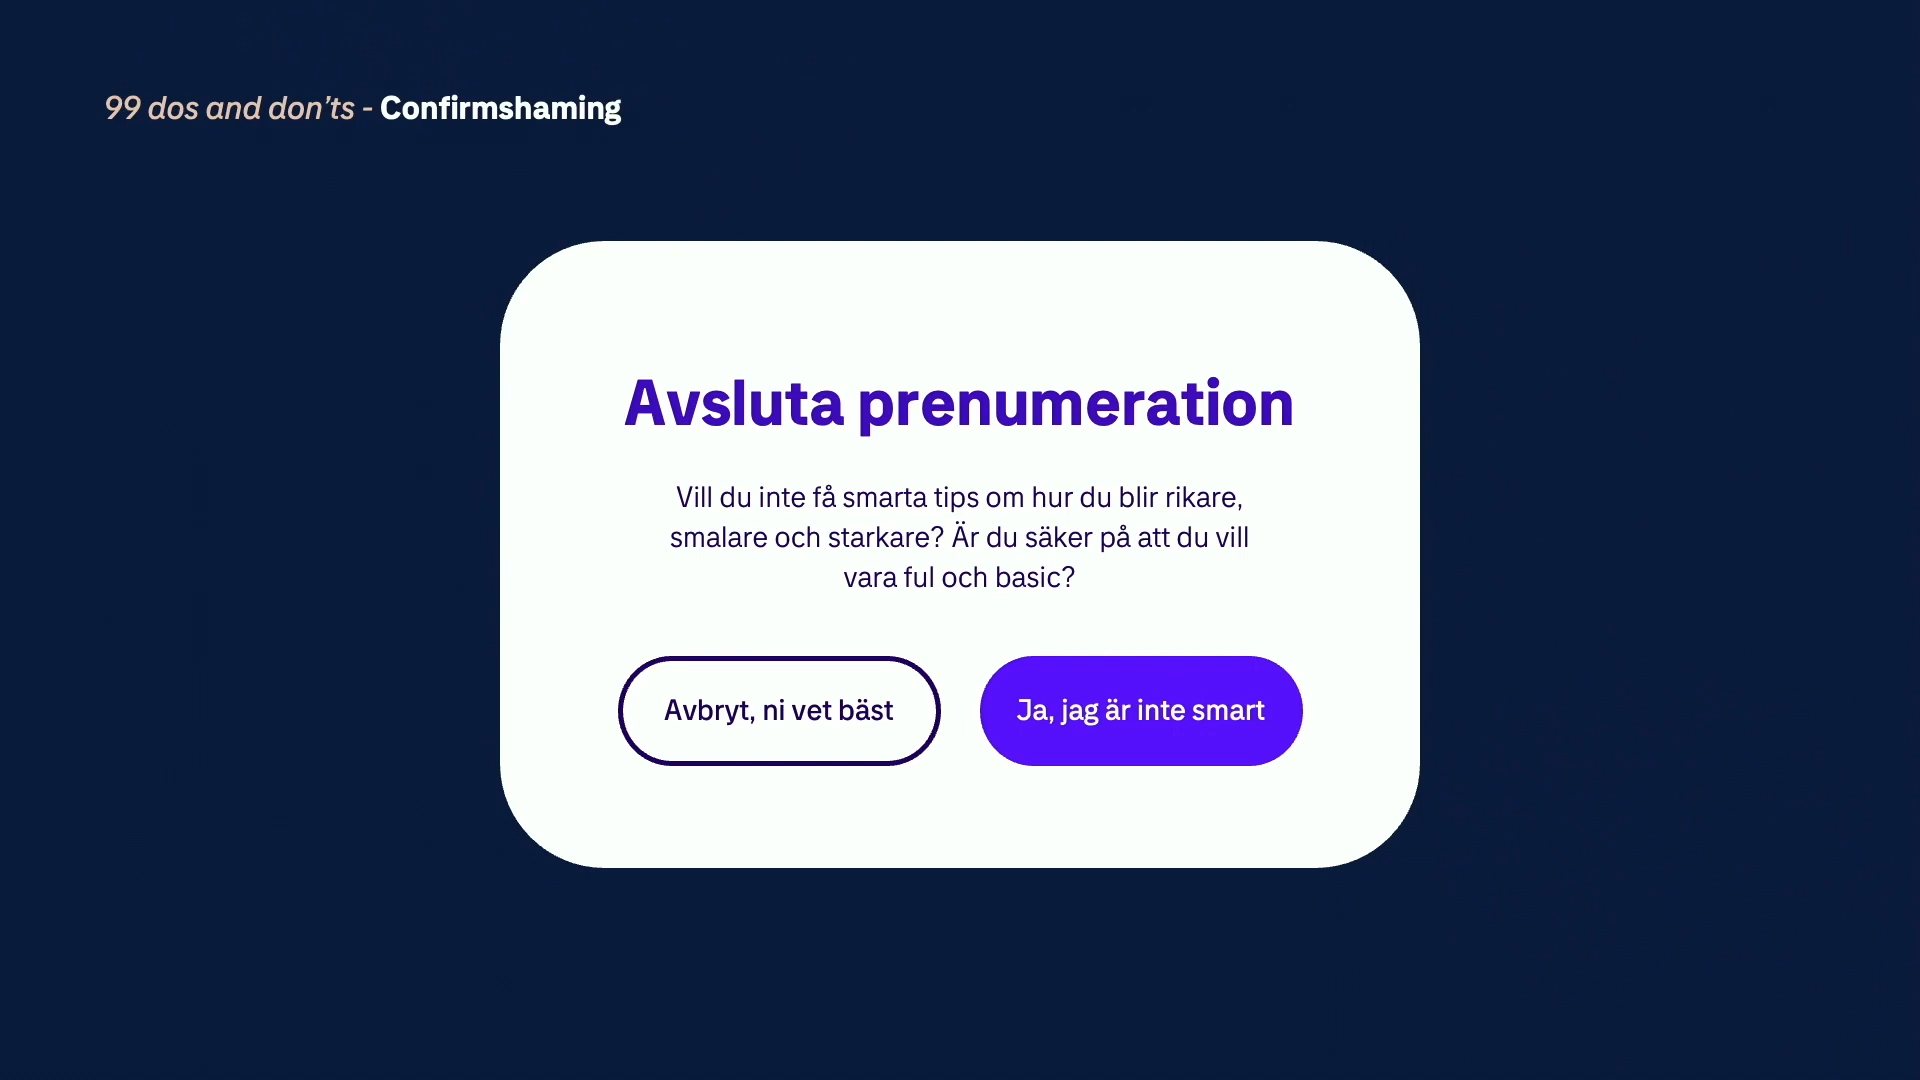 99 dos and don’ts - Confirmshaming
Avsluta prenumeration
Vill du inte få smarta tips om hur du blir rikare,
smalare och starkare? Är du säker på att du vill
vara ful och basic?
Avbryt, ni vet bäst
Ja, jag är inte smart